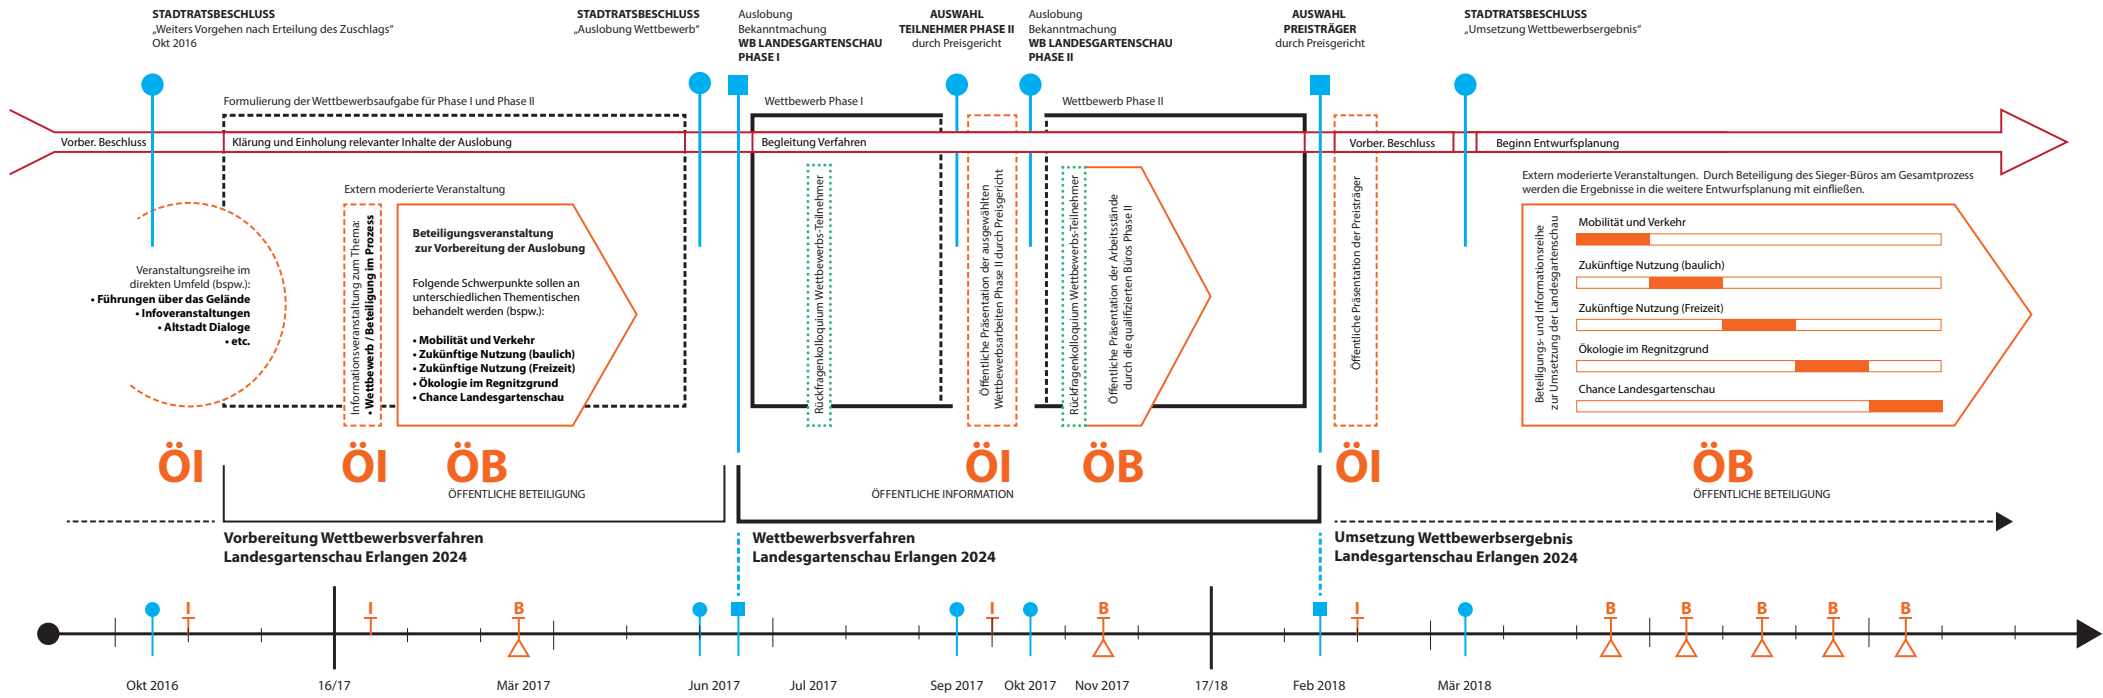 STADTRATSBESCHLUSS
„Weiters Vorgehen nach Erteilung des Zuschlags“
Okt 2016
STADTRATSBESCHLUSS
„Auslobung Wettbewerb“
Auslobung
Bekanntmachung
WB LANDESGARTENSCHAU
PHASE I
AUSWAHL
TEILNEHMER PHASE II
durch Preisgericht
Auslobung
Bekanntmachung
WB LANDESGARTENSCHAU
PHASE II
AUSWAHL
PREISTRÄGER
durch Preisgericht
STADTRATSBESCHLUSS
„Umsetzung Wettbewerbsergebnis“
Formulierung der Wettbewerbsaufgabe für Phase I und Phase II
Wettbewerb Phase I
Wettbewerb Phase II
Vorber. Beschluss
Klärung und Einholung relevanter Inhalte der Auslobung
Begleitung Verfahren
Vorber. Beschluss
Beginn Entwurfsplanung
Veranstaltungsreihe im
direkten Umfeld (bspw.):
• Führungen über das Gelände
• Infoveranstaltungen
• Altstadt Dialoge
• etc.
Extern moderierte Veranstaltung
Informationsveranstaltung zum Thema:
• Wettbewerb / Beteiligung im Prozess
Beteiligungsveranstaltung
zur Vorbereitung der Auslobung
Folgende Schwerpunkte sollen an
unterschiedlichen Thementischen
behandelt werden (bspw.):
• Mobilität und Verkehr
• Zukünftige Nutzung (baulich)
• Zukünftige Nutzung (Freizeit)
• Ökologie im Regnitzgrund
• Chance Landesgartenschau
Rückfragenkolloquium Wettbewerbs-Teilnehmer
Öffentliche Präsentation der ausgewählten
Wettbewerbsarbeiten Phase II durch Preisgericht
Rückfragenkolloquium Wettbewerbs-Teilnehmer
Öffentliche Präsentation der Arbeitsstände
durch die qualifizierten Büros Phase II
Öffentliche Präsentation der Preisträger
Extern moderierte Veranstaltungen. Durch Beteiligung des Sieger-Büros am Gesamtprozess
werden die Ergebnisse in die weitere Entwurfsplanung mit einfließen.
Beteiligungs- und Informationsreihe
zur Umsetzung der Landesgartenschau
Mobilität und Verkehr
Zukünftige Nutzung (baulich)
Zukünftige Nutzung (Freizeit)
Ökologie im Regnitzgrund
Chance Landesgartenschau
ÖI
ÖI
ÖB
ÖI
ÖB
ÖI
ÖB
ÖFFENTLICHE BETEILIGUNG
ÖFFENTLICHE INFORMATION
ÖFFENTLICHE BETEILIGUNG
Vorbereitung Wettbewerbsverfahren
Landesgartenschau Erlangen 2024
Wettbewerbsverfahren
Landesgartenschau Erlangen 2024
Umsetzung Wettbewerbsergebnis
Landesgartenschau Erlangen 2024
I
I
B
I
B
I
B
B
B
B
B
Okt 2016
16/17
Mär 2017
Jun 2017
Jul 2017
Sep 2017
Okt 2017
Nov 2017
17/18
Feb 2018
Mär 2018